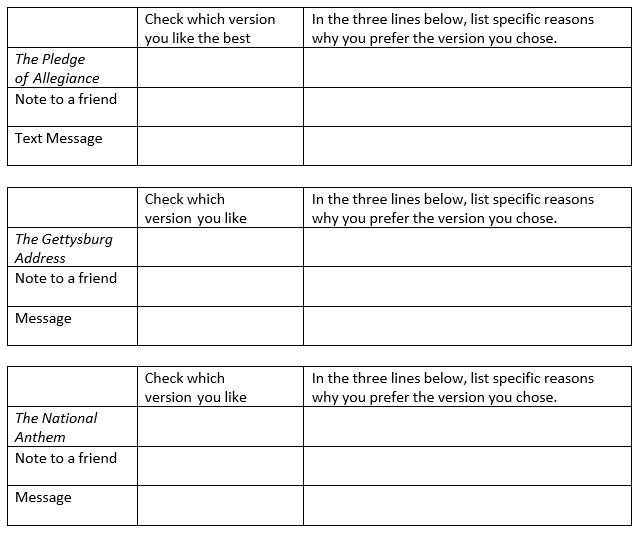 Check which version
you like the best
In the three lines below, list specific reasons
why you prefer the version you chose.
The Pledge
of Allegiance
Note to a friend
Text Message
Check which
version you like
In the three lines below, list specific reasons
why you prefer the version you chose.
The Gettysburg
Address
Note to a friend
Message
Check which
version you like
In the three lines below, list specific reasons
why you prefer the version you chose.
The National
Anthem
Note to a friend
Message